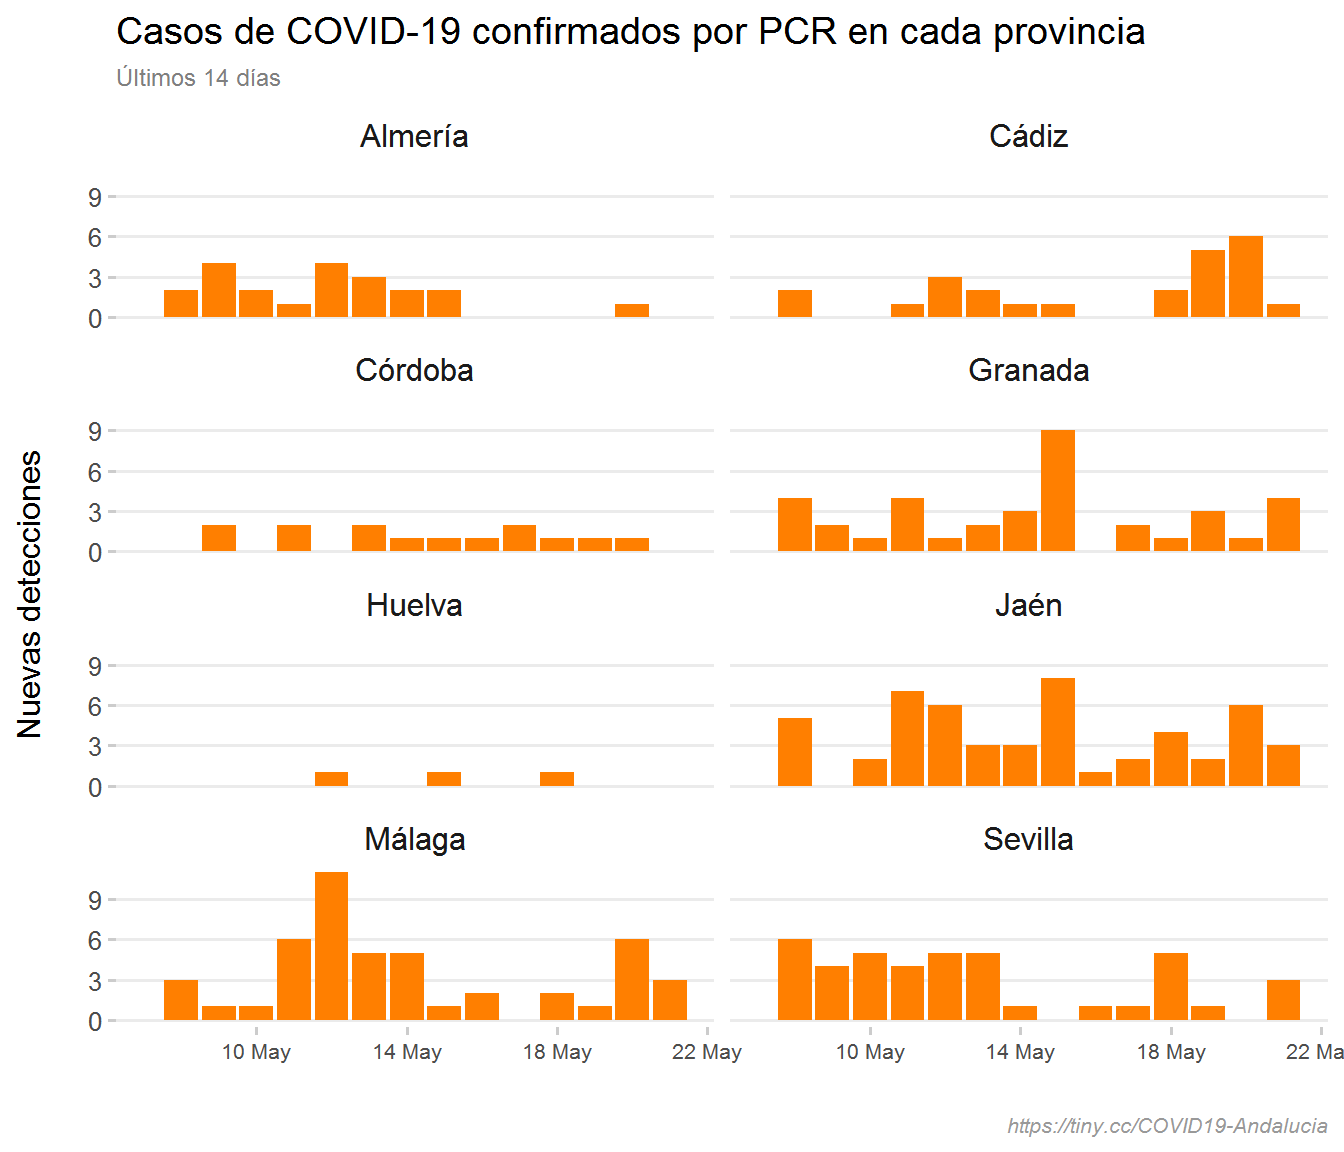 Casos de COVID-19 confirmados por PCR en cada provincia
Últimos 14 días
Almería
Cádiz
9
6
3
0
Córdoba
Granada
9
6
3
0
Nuevas detecciones
Huelva
Jaén
9
6
3
0
Málaga
Sevilla
9
6
3
0
10 May 14 May 18 May 22 May 10 May 14 May 18 May 22 Ma
https://tiny.cc/COVID19-Andalucia